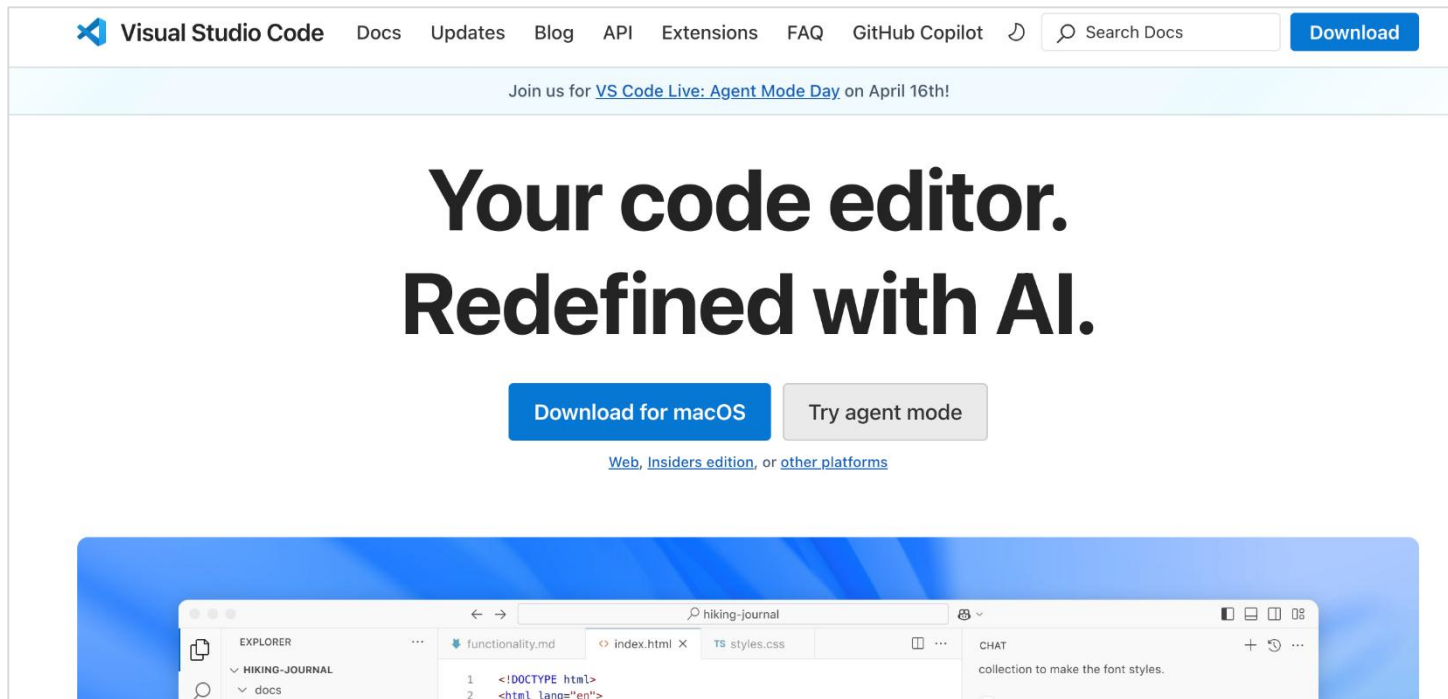 Visual Studio Code Docs Updates Blog API Extensions FAQ GitHub Copilot Search Docs Download
Join us for VS Code Live: Agent Mode Day on April 16th!
Your code editor.
Redefined with AI.
Download for macOS Try agent mode
Web, Insiders edition, or other platforms
hiking-journal
EXPLORER ··· functionality.md <> index.html × TS styles.css ··· CHAT + ···
HIKING-JOURNAL collection to make the font styles.
docs
1 <!DOCTYPE html>
2 <html lang="en">